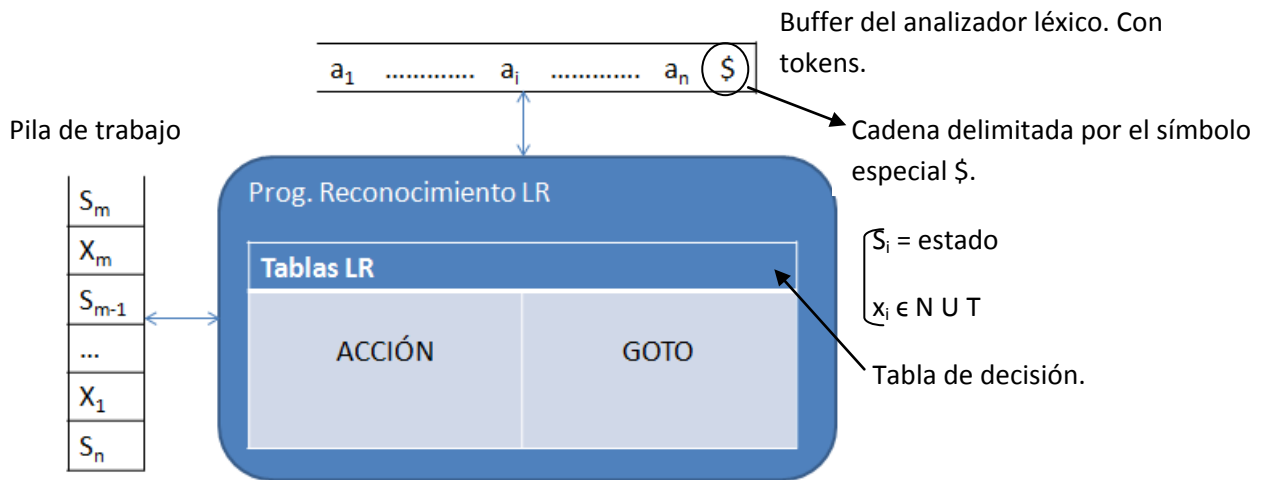 Buffer del analizador léxico. Con
tokens.
a₁ ............. aᵢ ............. aₙ $
Pila de trabajo
Cadena delimitada por el símbolo
especial $.
Sₘ
Xₘ
Sₘ₋₁
...
X₁
Sₙ
Prog. Reconocimiento LR
Tablas LR
ACCIÓN GOTO
Sᵢ = estado
xᵢ ϵ N U T
Tabla de decisión.